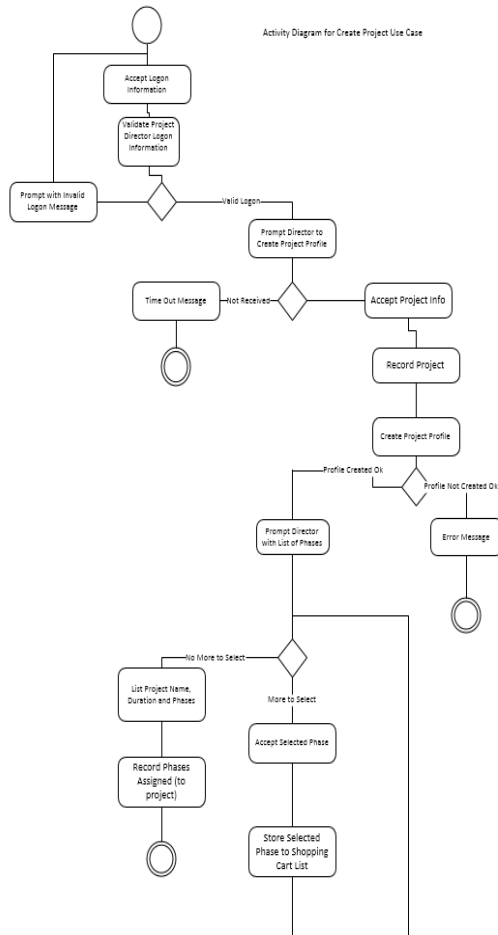 Activity Diagram for Create Project Use Case
Accept Logon
Information
Validate Project
Director Logon
Information
Prompt with Invalid
Logon Message
Valid Logon
Prompt Director to
Create Project Profile
Time Out Message
Not Received
Accept Project Info
Record Project
Create Project Profile
Profile Created Ok
Profile Not Created Ok
Prompt Director
with List of Phases
Error Message
No More to Select
List Project Name,
Duration and Phases
More to Select
Accept Selected Phase
Record Phases
Assigned (to
project)
Store Selected
Phase to Shopping
Cart List